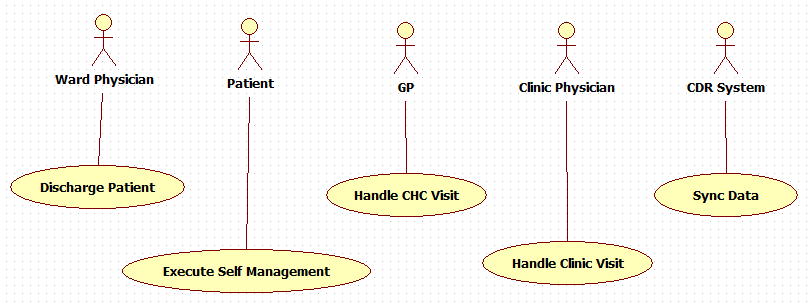 Ward Physician
Patient
GP
Clinic Physician
CDR System
Discharge Patient
Handle CHC Visit
Sync Data
Execute Self Management
Handle Clinic Visit